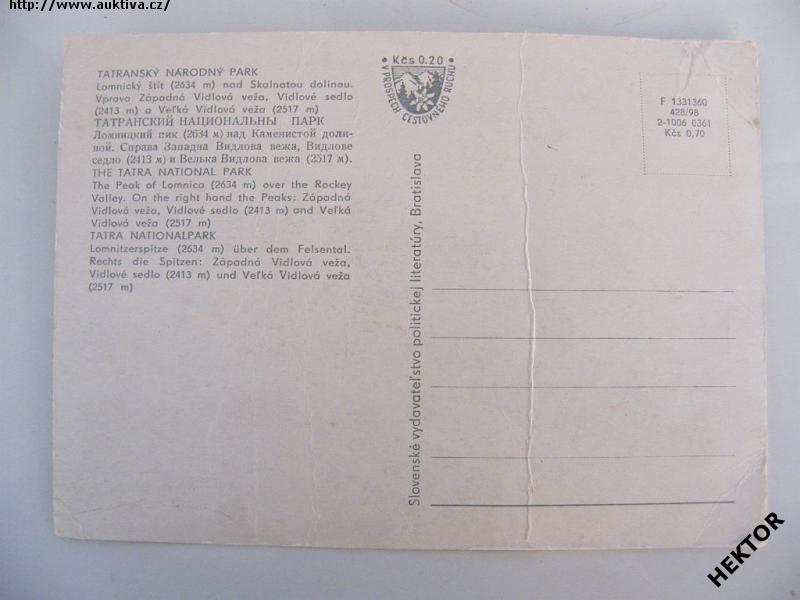 http://www.auktiva.cz/
TATRANSKÝ NÁRODNÝ PARK
Lomnický štít (2634 m) nad Skalnatou dolinou.
Vpravo Západná Vidlová veža, Vidlové sedlo
(2413 m) a Veľká Vidlová veža (2517 m)
ТАТРАНСКИЙ НАЦИОНАЛЬНЫ ПАРК
Ломницкий пик (2634 м) над Каменистой доли-
ной. Справа Западна Видлова вежа, Видлове
седло (2413 м) и Велька Видлова вежа (2517 м).
THE TATRA NATIONAL PARK
The Peak of Lomnica (2634 m) over the Rockey
Valley. On the right hand the Peaks: Západná
Vidlová veža, Vidlové sedlo (2413 m) and Veľká
Vidlová veža (2517 m)
TATRA NATIONALPARK
Lomnitzerspitze (2634 m) über dem Felsental.
Rechts die Spitzen: Západná Vidlová veža,
Vidlové sedlo (2413 m) und Veľká Vidlová veža
(2517 m)
Kčs 0.20
V PROSPECH CESTOVNÉHO RUCHU
Slovenské vydavateľstvo politickej literatúry, Bratislava
F 1331360
428/98
2-1006 0361
Kčs 0,70
HEKTOR